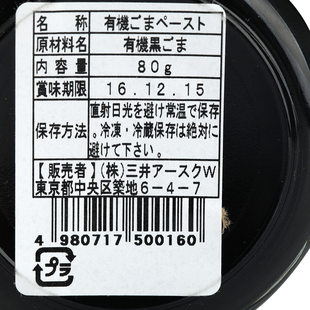 名 称 有機ごまペースト
原材料名 有機黒ごま
内 容 量 80g
賞味期限 16.12.15
保存方法 直射日光を避け常温で保存
。冷凍・冷蔵保存は絶対に
避けて下さい。
【 販売者 】(株)三井アースクW
東京都中央区築地6-4-7
4 980717 500160
プラ